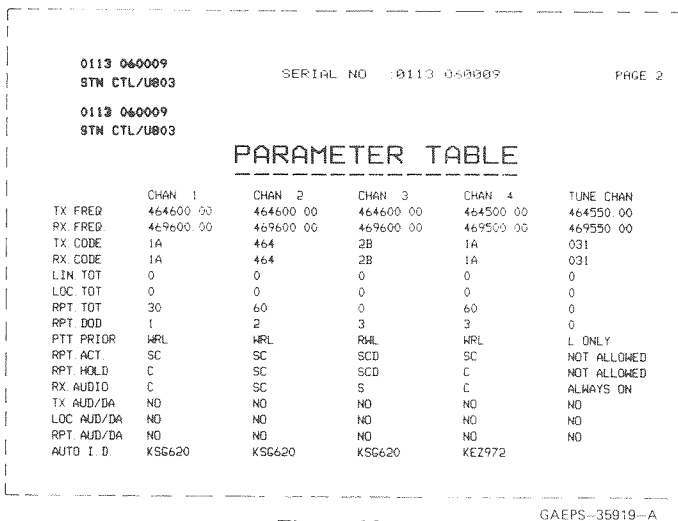 0113 060009
STN CTL/U803
SERIAL NO :0113 060009 PAGE 2
0113 060009
STN CTL/U803
PARAMETER TABLE
CHAN 1 CHAN 2 CHAN 3 CHAN 4 TUNE CHAN
TX FREQ 464600.00 464600.00 464600.00 464500.00 464550.00
RX.FREQ. 469600.00 469600.00 469600.00 469500.00 469550.00
TX.CODE 1A 464 2B 1A 031
RX CODE 1A 464 2B 1A 031
LIN.TOT 0 0 0 0 0
LOC.TOT 0 0 0 0 0
RPT.TOT 30 60 0 60 0
RPT.DOD 1 2 3 3 0
PTT PRIOR WRL WRL RWL WRL L ONLY
RPT.ACT. SC SC SCD SC NOT ALLOWED
RPT.HOLD C SC SCD C NOT ALLOWED
RX.AUDIO C SC S C ALWAYS ON
TX AUD/DA NO NO NO NO NO
LOC AUD/DA NO NO NO NO NO
RPT.AUD/DA NO NO NO NO NO
AUTO I.D. KSG620 KSG620 KSG620 KEZ972
GAEPS-35919-A